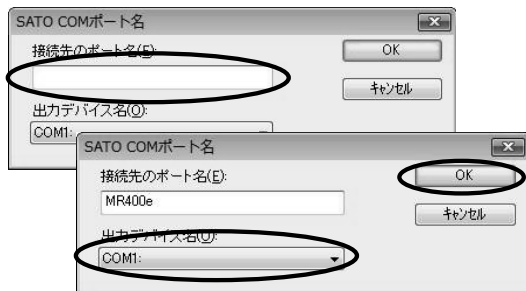 SATO COMポート名
接続先のポート名(E):
OK
キャンセル
出力デバイス名(O):
COM1:
SATO COMポート名
接続先のポート名(E):
OK
MR400e
キャンセル
出力デバイス名(O):
COM1: